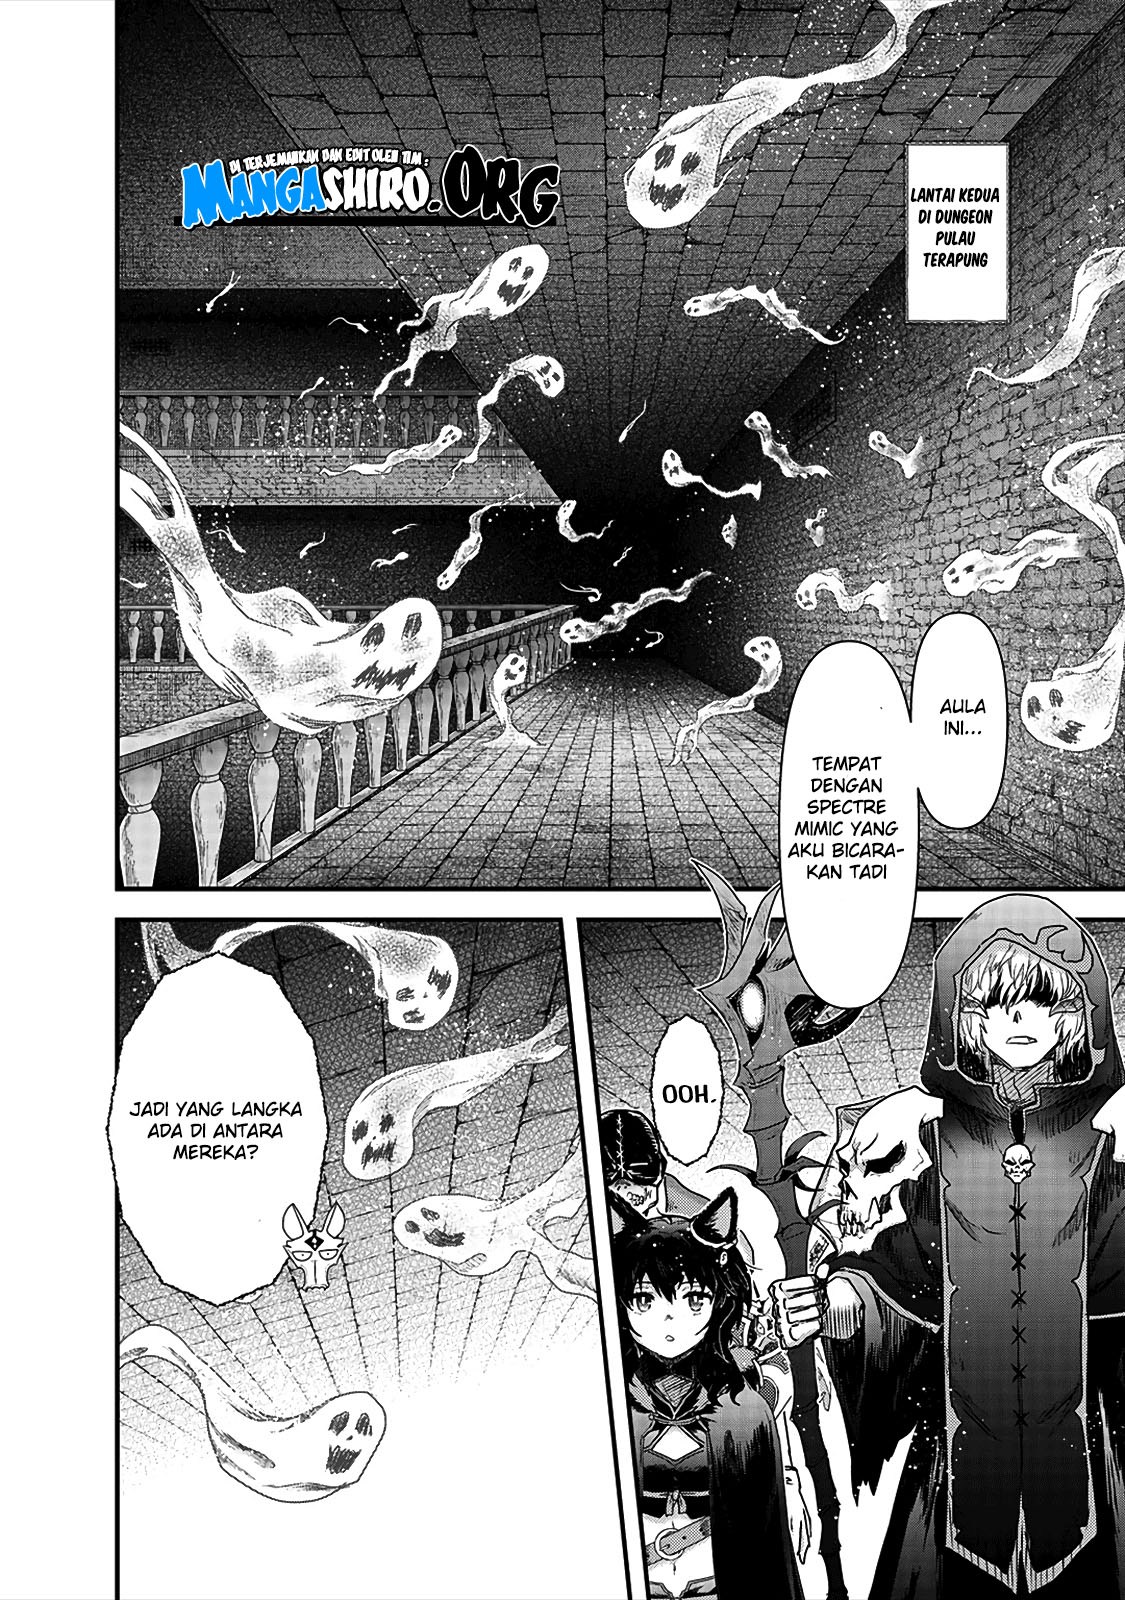 DI TERJEMAHKAN DAN EDIT OLEH TIM :
MANGASHIRO.ORG
LANTAI KEDUA
DI DUNGEON
PULAU
TERAPUNG
AULA
INI...
TEMPAT
DENGAN
SPECTRE
MIMIC YANG
AKU BICARA-
KAN TADI
OOH.
JADI YANG LANGKA
ADA DI ANTARA
MEREKA?